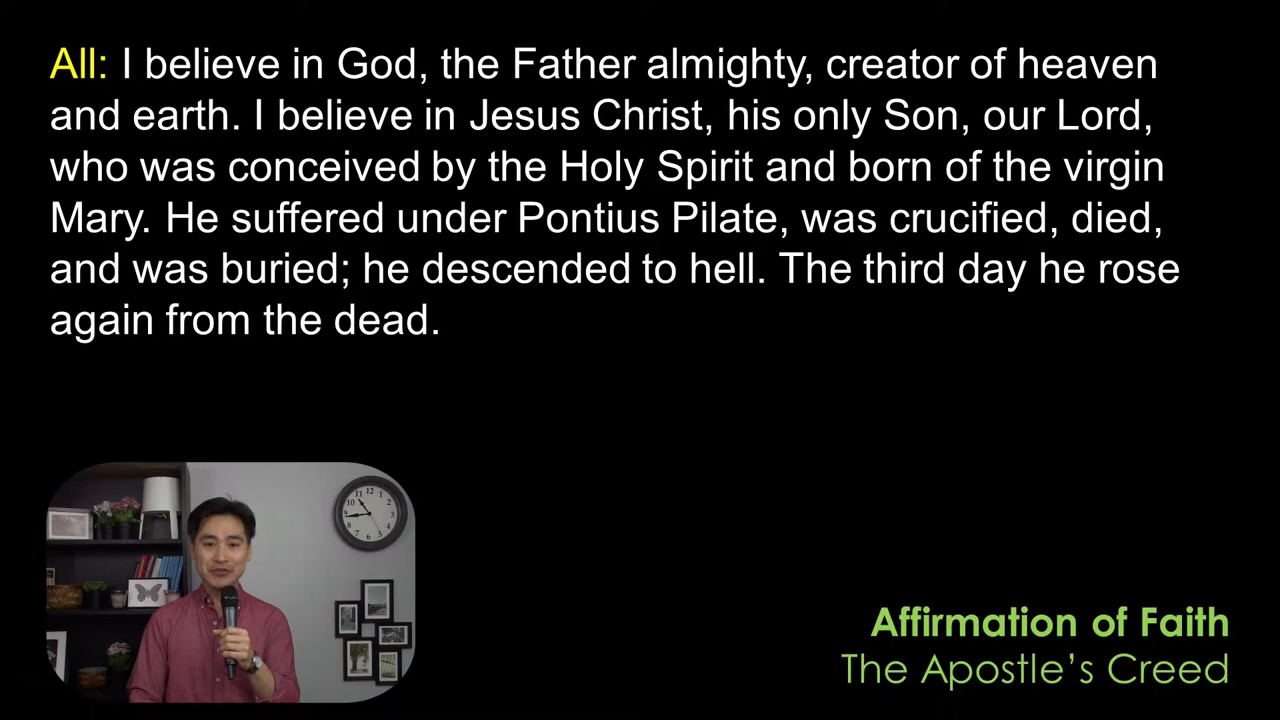 All: I believe in God, the Father almighty, creator of heaven
and earth. I believe in Jesus Christ, his only Son, our Lord,
who was conceived by the Holy Spirit and born of the virgin
Mary. He suffered under Pontius Pilate, was crucified, died,
and was buried; he descended to hell. The third day he rose
again from the dead.
Affirmation of Faith
The Apostle’s Creed